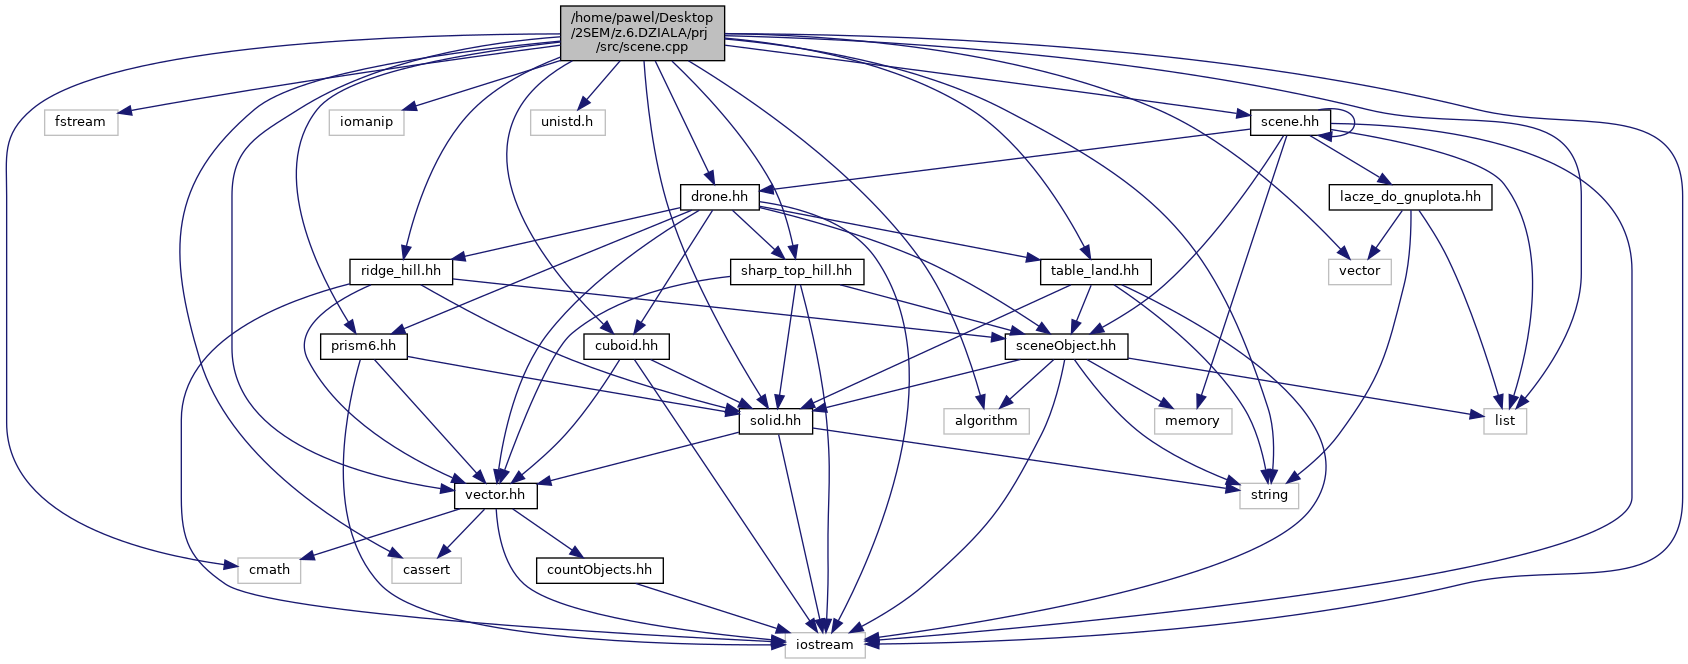 /home/pawel/Desktop
/2SEM/z.6.DZIALA/prj
/src/scene.cpp
fstream
iomanip
unistd.h
scene.hh
drone.hh
lacze_do_gnuplota.hh
ridge_hill.hh
sharp_top_hill.hh
table_land.hh
vector
prism6.hh
cuboid.hh
sceneObject.hh
solid.hh
algorithm
memory
list
vector.hh
string
cmath
cassert
countObjects.hh
iostream